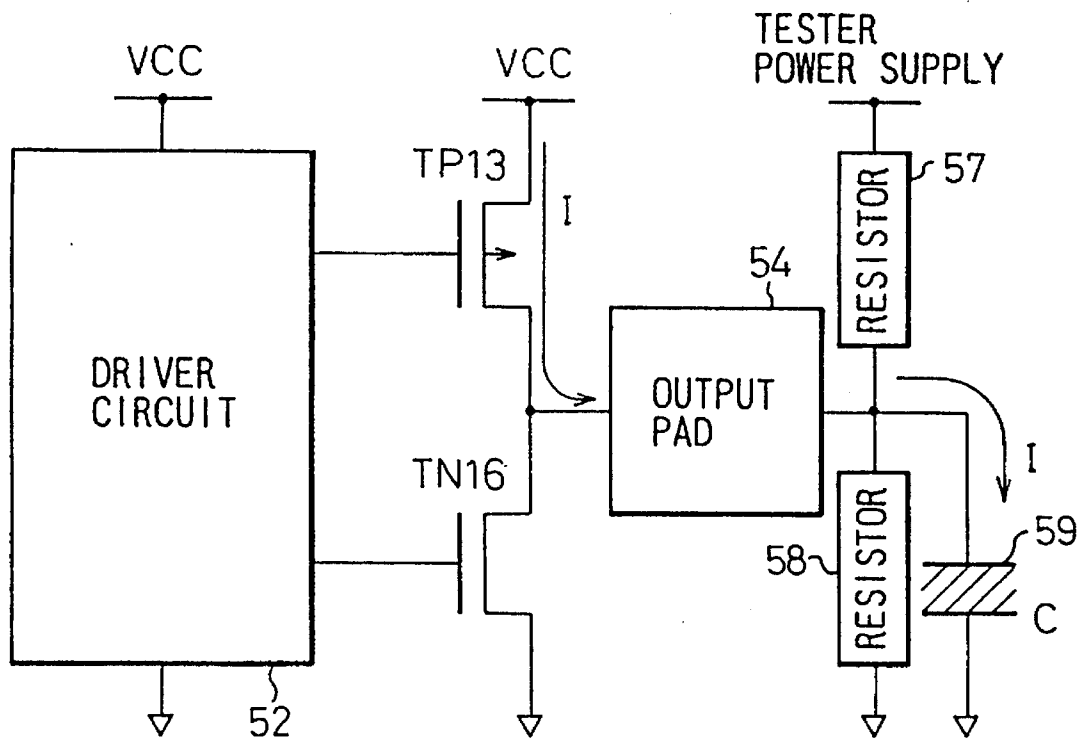 VCC
VCC
TESTER
POWER SUPPLY
TP13
I
57
RESISTOR
54
DRIVER
CIRCUIT
OUTPUT
PAD
TN16
I
58
RESISTOR
59
C
52